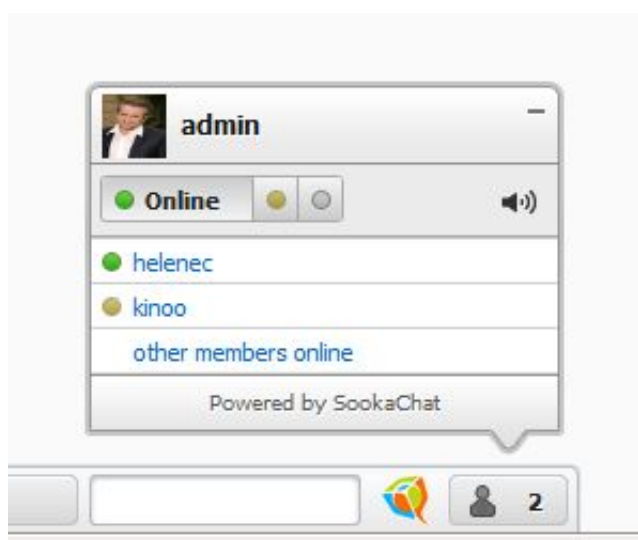 admin
Online
helenec
kinoo
other members online
Powered by SookaChat
2